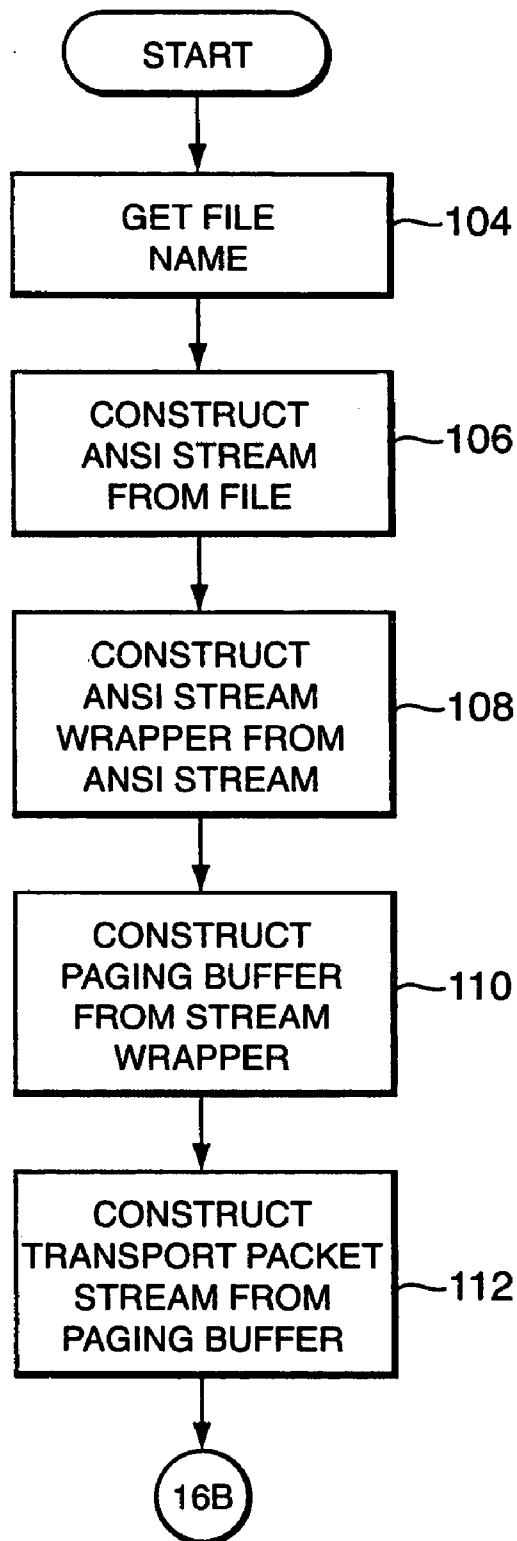 START
GET FILE
NAME
104
CONSTRUCT
ANSI STREAM
FROM FILE
106
CONSTRUCT
ANSI STREAM
WRAPPER FROM
ANSI STREAM
108
CONSTRUCT
PAGING BUFFER
FROM STREAM
WRAPPER
110
CONSTRUCT
TRANSPORT PACKET
STREAM FROM
PAGING BUFFER
112
16B